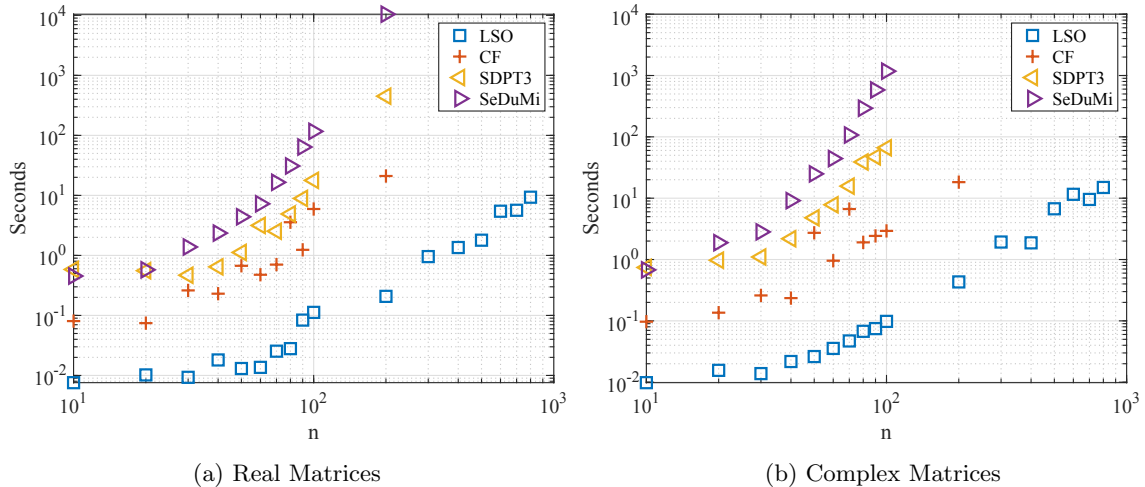 10^4
10^3
10^2
10^1
10^0
10^-1
10^-2
Seconds
10^1
10^2
10^3
n
LSO
CF
SDPT3
SeDuMi
(a) Real Matrices
10^4
10^3
10^2
10^1
10^0
10^-1
10^-2
Seconds
10^1
10^2
10^3
n
LSO
CF
SDPT3
SeDuMi
(b) Complex Matrices